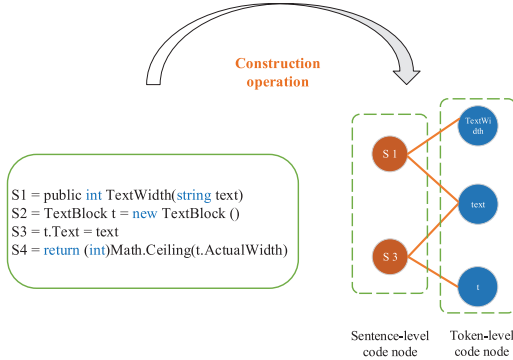 Construction
operation
S1 = public int TextWidth(string text)
S2 = TextBlock t = new TextBlock ()
S3 = t.Text = text
S4 = return (int)Math.Ceiling(t.ActualWidth)
S 1
S 3
TextWi
dth
text
t
Sentence-level
code node
Token-level
code node